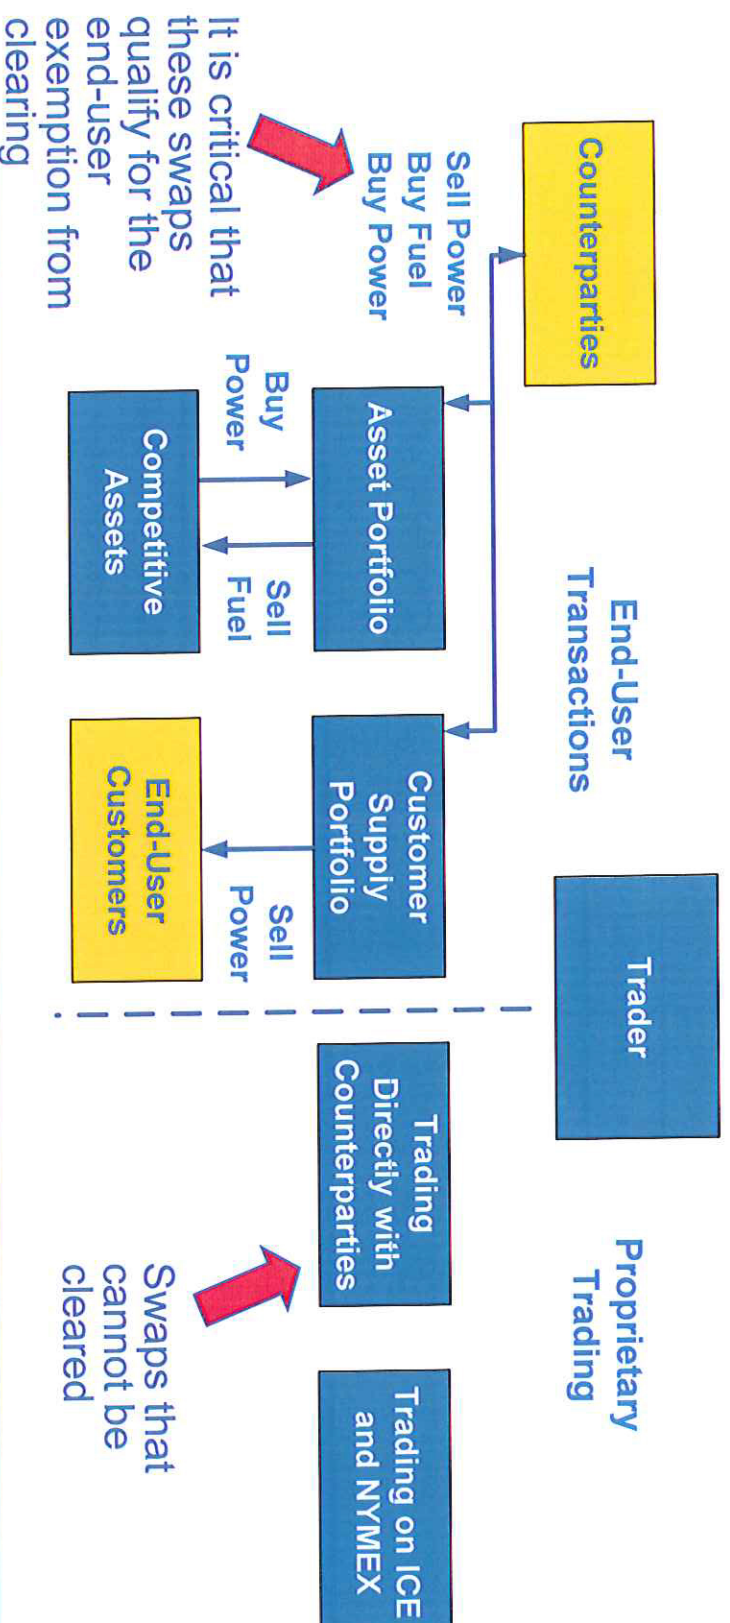 Trader
End-User
Transactions
Proprietary
Trading
Counterparties
Sell Power
Buy Fuel
Buy Power
Asset Portfolio
Customer
Supply
Portfolio
Trading
Directly with
Counterparties
Trading on ICE
and NYMEX
Buy
Power
Sell
Fuel
Sell
Power
Competitive
Assets
End-User
Customers
It is critical that
these swaps
qualify for the
end-user
exemption from
clearing
Swaps that
cannot be
cleared